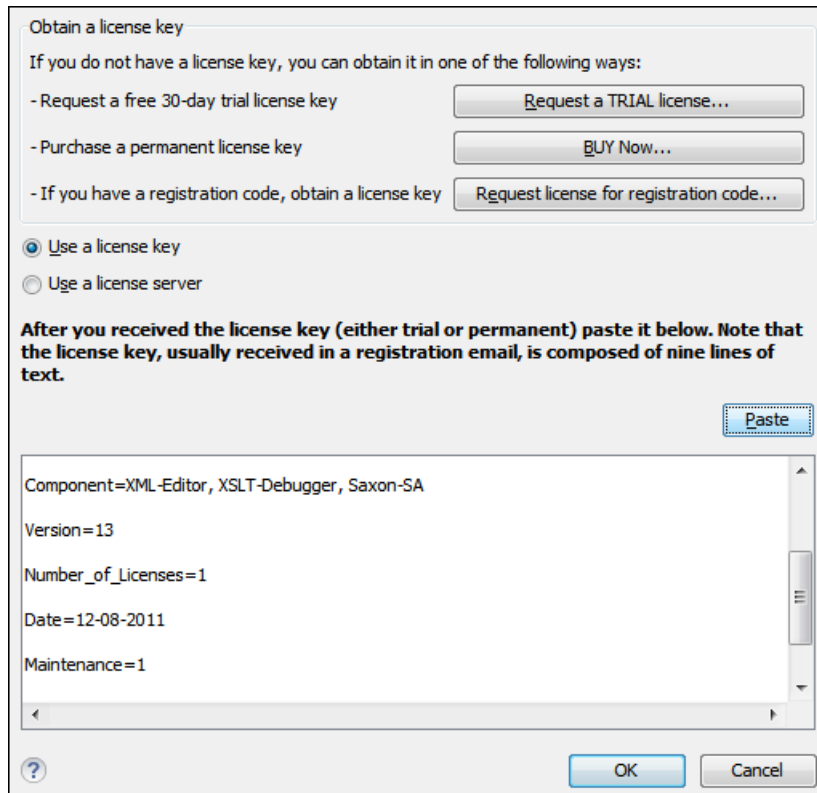 Obtain a license key
If you do not have a license key, you can obtain it in one of the following ways:
- Request a free 30-day trial license key
Request a TRIAL license...
- Purchase a permanent license key
BUY Now...
- If you have a registration code, obtain a license key
Request license for registration code...
Use a license key
Use a license server
After you received the license key (either trial or permanent) paste it below. Note that
the license key, usually received in a registration email, is composed of nine lines of
text.
Paste
Component=XML-Editor, XSLT-Debugger, Saxon-SA
Version=13
Number_of_Licenses=1
Date=12-08-2011
Maintenance=1
?
OK
Cancel